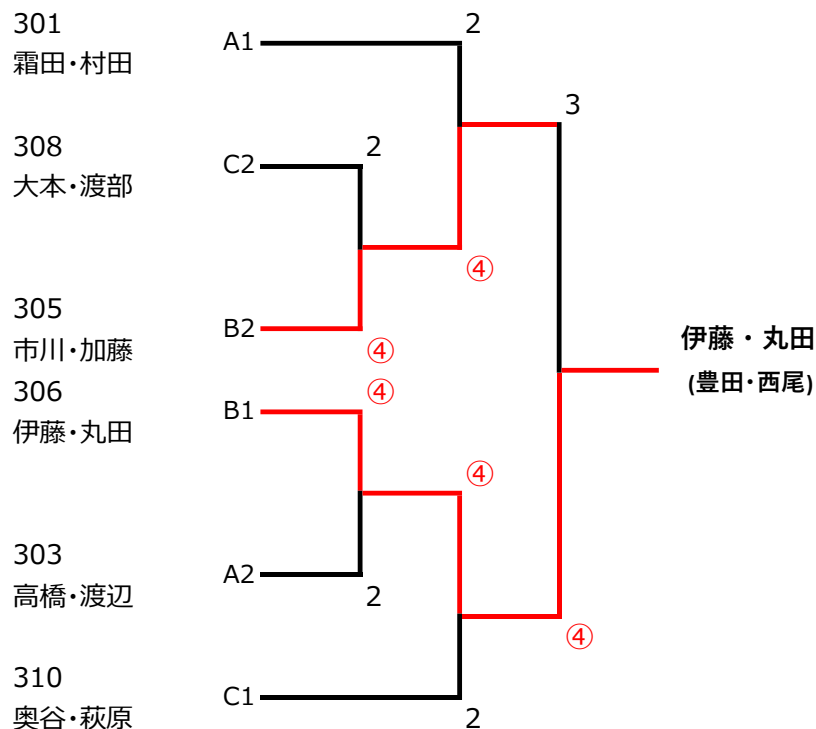 301
霜田・村田
A1
2
3
308
大本・渡部
C2
2
④
305
市川・加藤
B2
④
伊藤・丸田
(豊田・西尾)
306
伊藤・丸田
B1
④
④
303
高橋・渡辺
A2
2
④
310
奥谷・萩原
C1
2